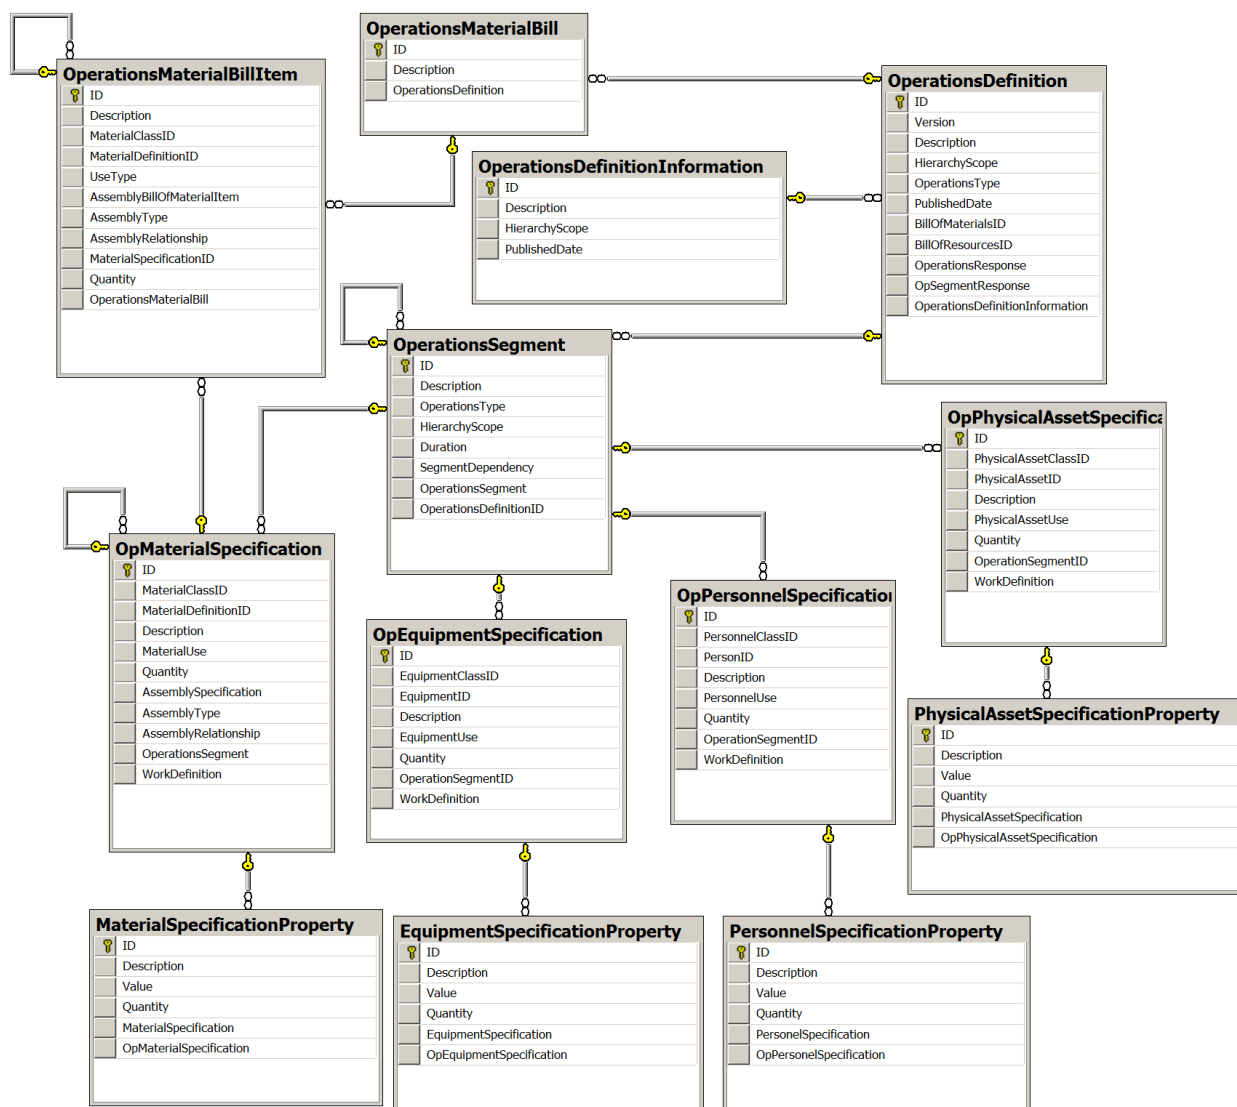 OperationsMaterialBill
ID
Description
OperationsDefinition
OperationsMaterialBillItem
ID
Description
MaterialClassID
MaterialDefinitionID
UseType
AssemblyBillOfMaterialItem
AssemblyType
AssemblyRelationship
MaterialSpecificationID
Quantity
OperationsMaterialBill
OperationsDefinition
ID
Version
Description
HierarchyScope
OperationsType
PublishedDate
BillOfMaterialsID
BillOfResourcesID
OperationsResponse
OpSegmentResponse
OperationsDefinitionInformation
OperationsDefinitionInformation
ID
Description
HierarchyScope
PublishedDate
OperationsSegment
ID
Description
OperationsType
HierarchyScope
Duration
SegmentDependency
OperationsSegment
OperationsDefinitionID
OpPhysicalAssetSpecifica
ID
PhysicalAssetClassID
PhysicalAssetID
Description
PhysicalAssetUse
Quantity
OperationSegmentID
WorkDefinition
OpMaterialSpecification
ID
MaterialClassID
MaterialDefinitionID
Description
MaterialUse
Quantity
AssemblySpecification
AssemblyType
AssemblyRelationship
OperationsSegment
WorkDefinition
OpEquipmentSpecification
ID
EquipmentClassID
EquipmentID
Description
EquipmentUse
Quantity
OperationSegmentID
WorkDefinition
OpPersonnelSpecification
ID
PersonnelClassID
PersonID
Description
PersonnelUse
Quantity
OperationSegmentID
WorkDefinition
PhysicalAssetSpecificationProperty
ID
Description
Value
Quantity
PhysicalAssetSpecification
OpPhysicalAssetSpecification
MaterialSpecificationProperty
ID
Description
Value
Quantity
MaterialSpecification
OpMaterialSpecification
EquipmentSpecificationProperty
ID
Description
Value
Quantity
EquipmentSpecification
OpEquipmentSpecification
PersonnelSpecificationProperty
ID
Description
Value
Quantity
PersonelSpecification
OpPersonelSpecification